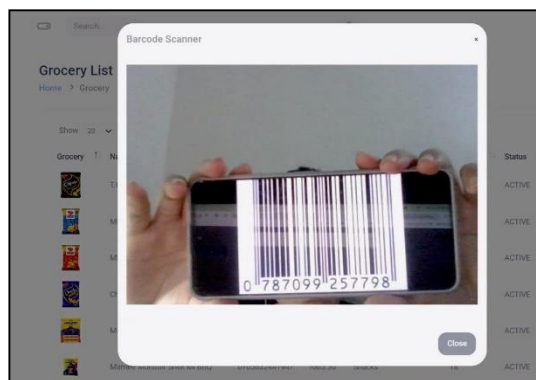 Search...
Barcode Scanner
×
Grocery List
Home > Grocery
Show 20
Grocery
Status
ACTIVE
ACTIVE
ACTIVE
ACTIVE
ACTIVE
ACTIVE
0 787099 257798
Close